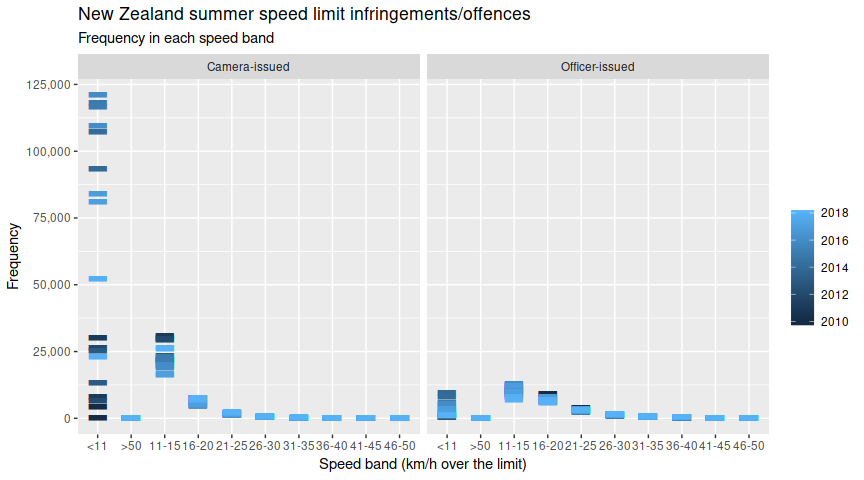 New Zealand summer speed limit infringements/offences
Frequency in each speed band
Camera-issued
Officer-issued
125,000
100,000
75,000
50,000
25,000
0
Frequency
<11 >50 11-15 16-20 21-25 26-30 31-35 36-40 41-45 46-50
<11 >50 11-15 16-20 21-25 26-30 31-35 36-40 41-45 46-50
Speed band (km/h over the limit)
2018
2016
2014
2012
2010